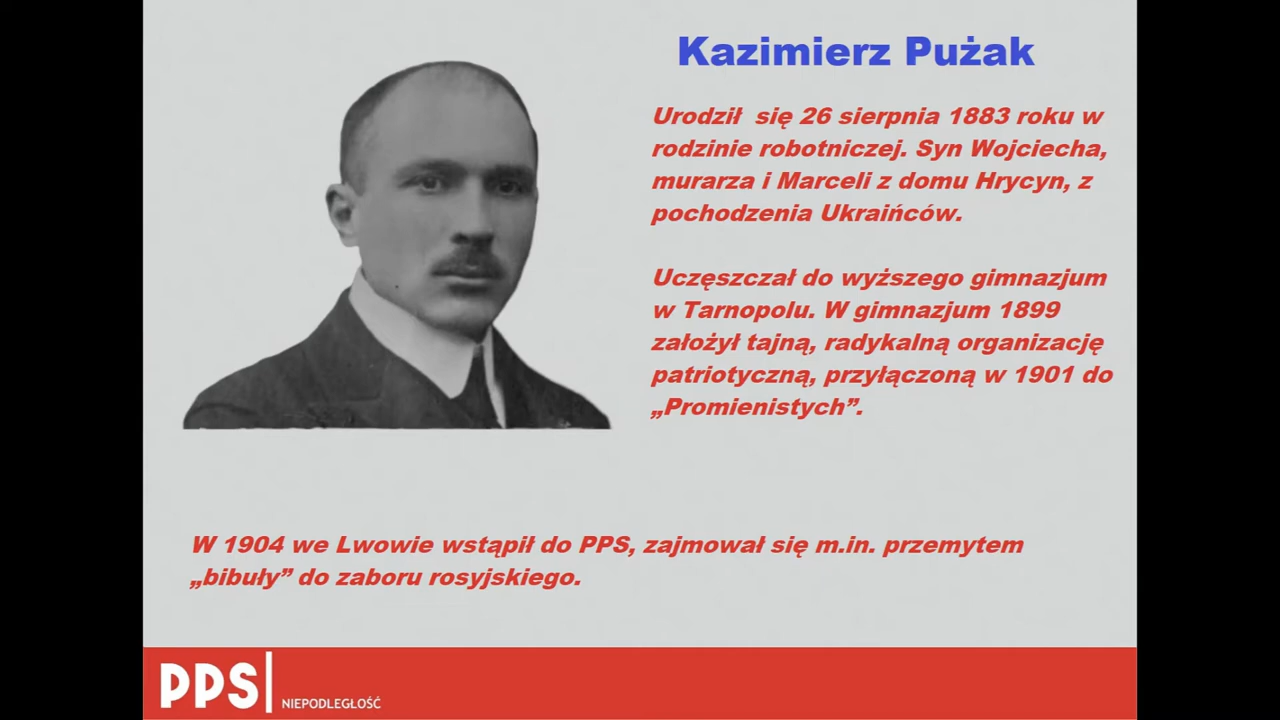 Kazimierz Pużak
Urodził się 26 sierpnia 1883 roku w
rodzinie robotniczej. Syn Wojciecha,
murarza i Marceli z domu Hrycyn, z
pochodzenia Ukraińców.
Uczęszczał do wyższego gimnazjum
w Tarnopolu. W gimnazjum 1899
założył tajną, radykalną organizację
patriotyczną, przyłączoną w 1901 do
„Promienistych”.
W 1904 we Lwowie wstąpił do PPS, zajmował się m.in. przemytem
„bibuły” do zaboru rosyjskiego.
PPS
NIEPODLEGŁOŚĆ